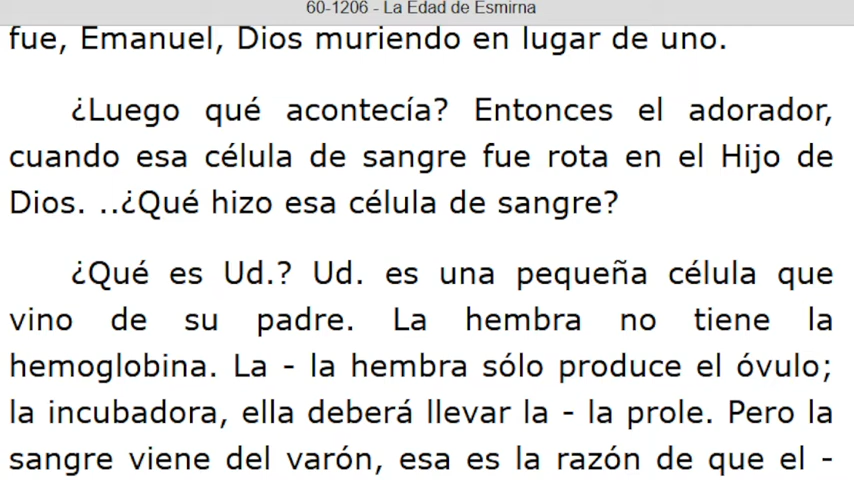 60-1206 - La Edad de Esmirna
fue, Emanuel, Dios muriendo en lugar de uno.
¿Luego qué acontecía? Entonces el adorador,
cuando esa célula de sangre fue rota en el Hijo de
Dios. ..¿Qué hizo esa célula de sangre?
¿Qué es Ud.? Ud. es una pequeña célula que
vino de su padre. La hembra no tiene la
hemoglobina. La - la hembra sólo produce el óvulo;
la incubadora, ella deberá llevar la - la prole. Pero la
sangre viene del varón, esa es la razón de que el -